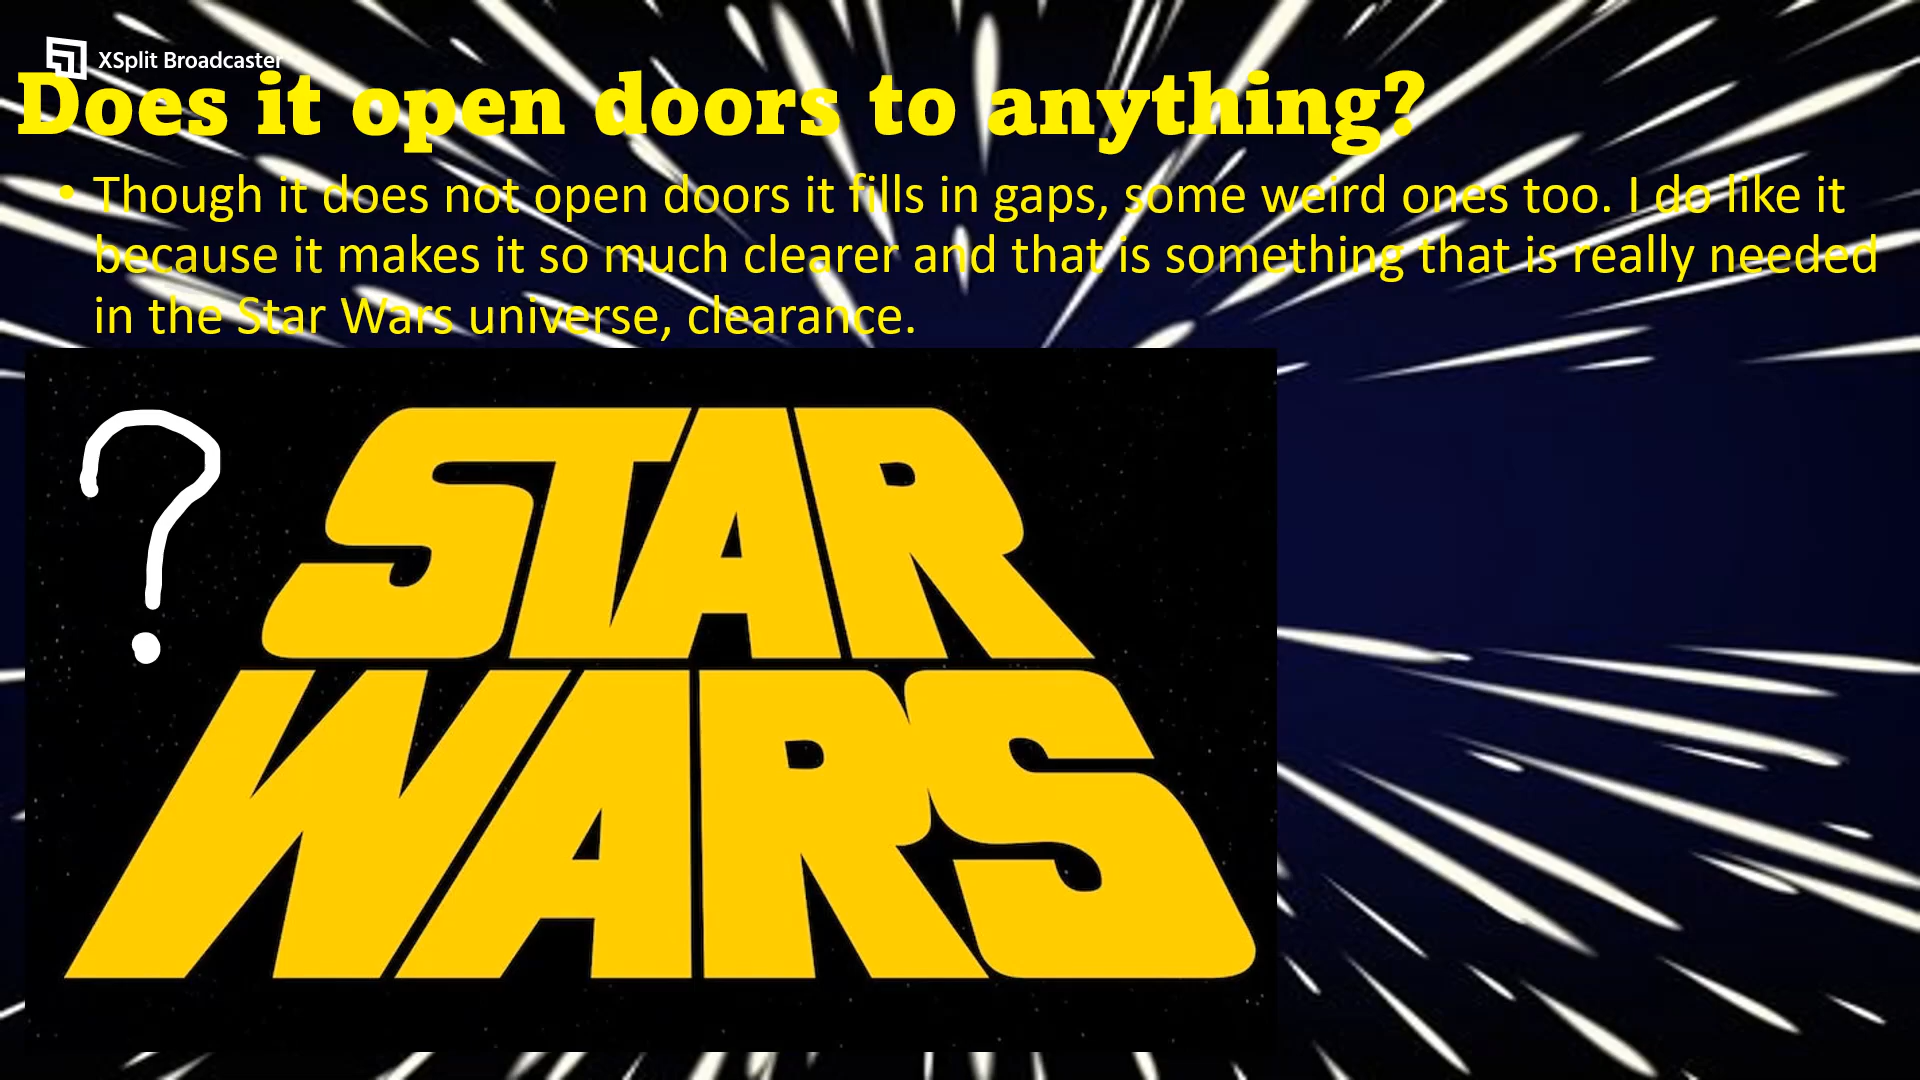 XSplit Broadcaster
Does it open doors to anything?
• Though it does not open doors it fills in gaps, some weird ones too. I do like it
because it makes it so much clearer and that is something that is really needed
in the Star Wars universe, clearance.
?
STAR
WARS